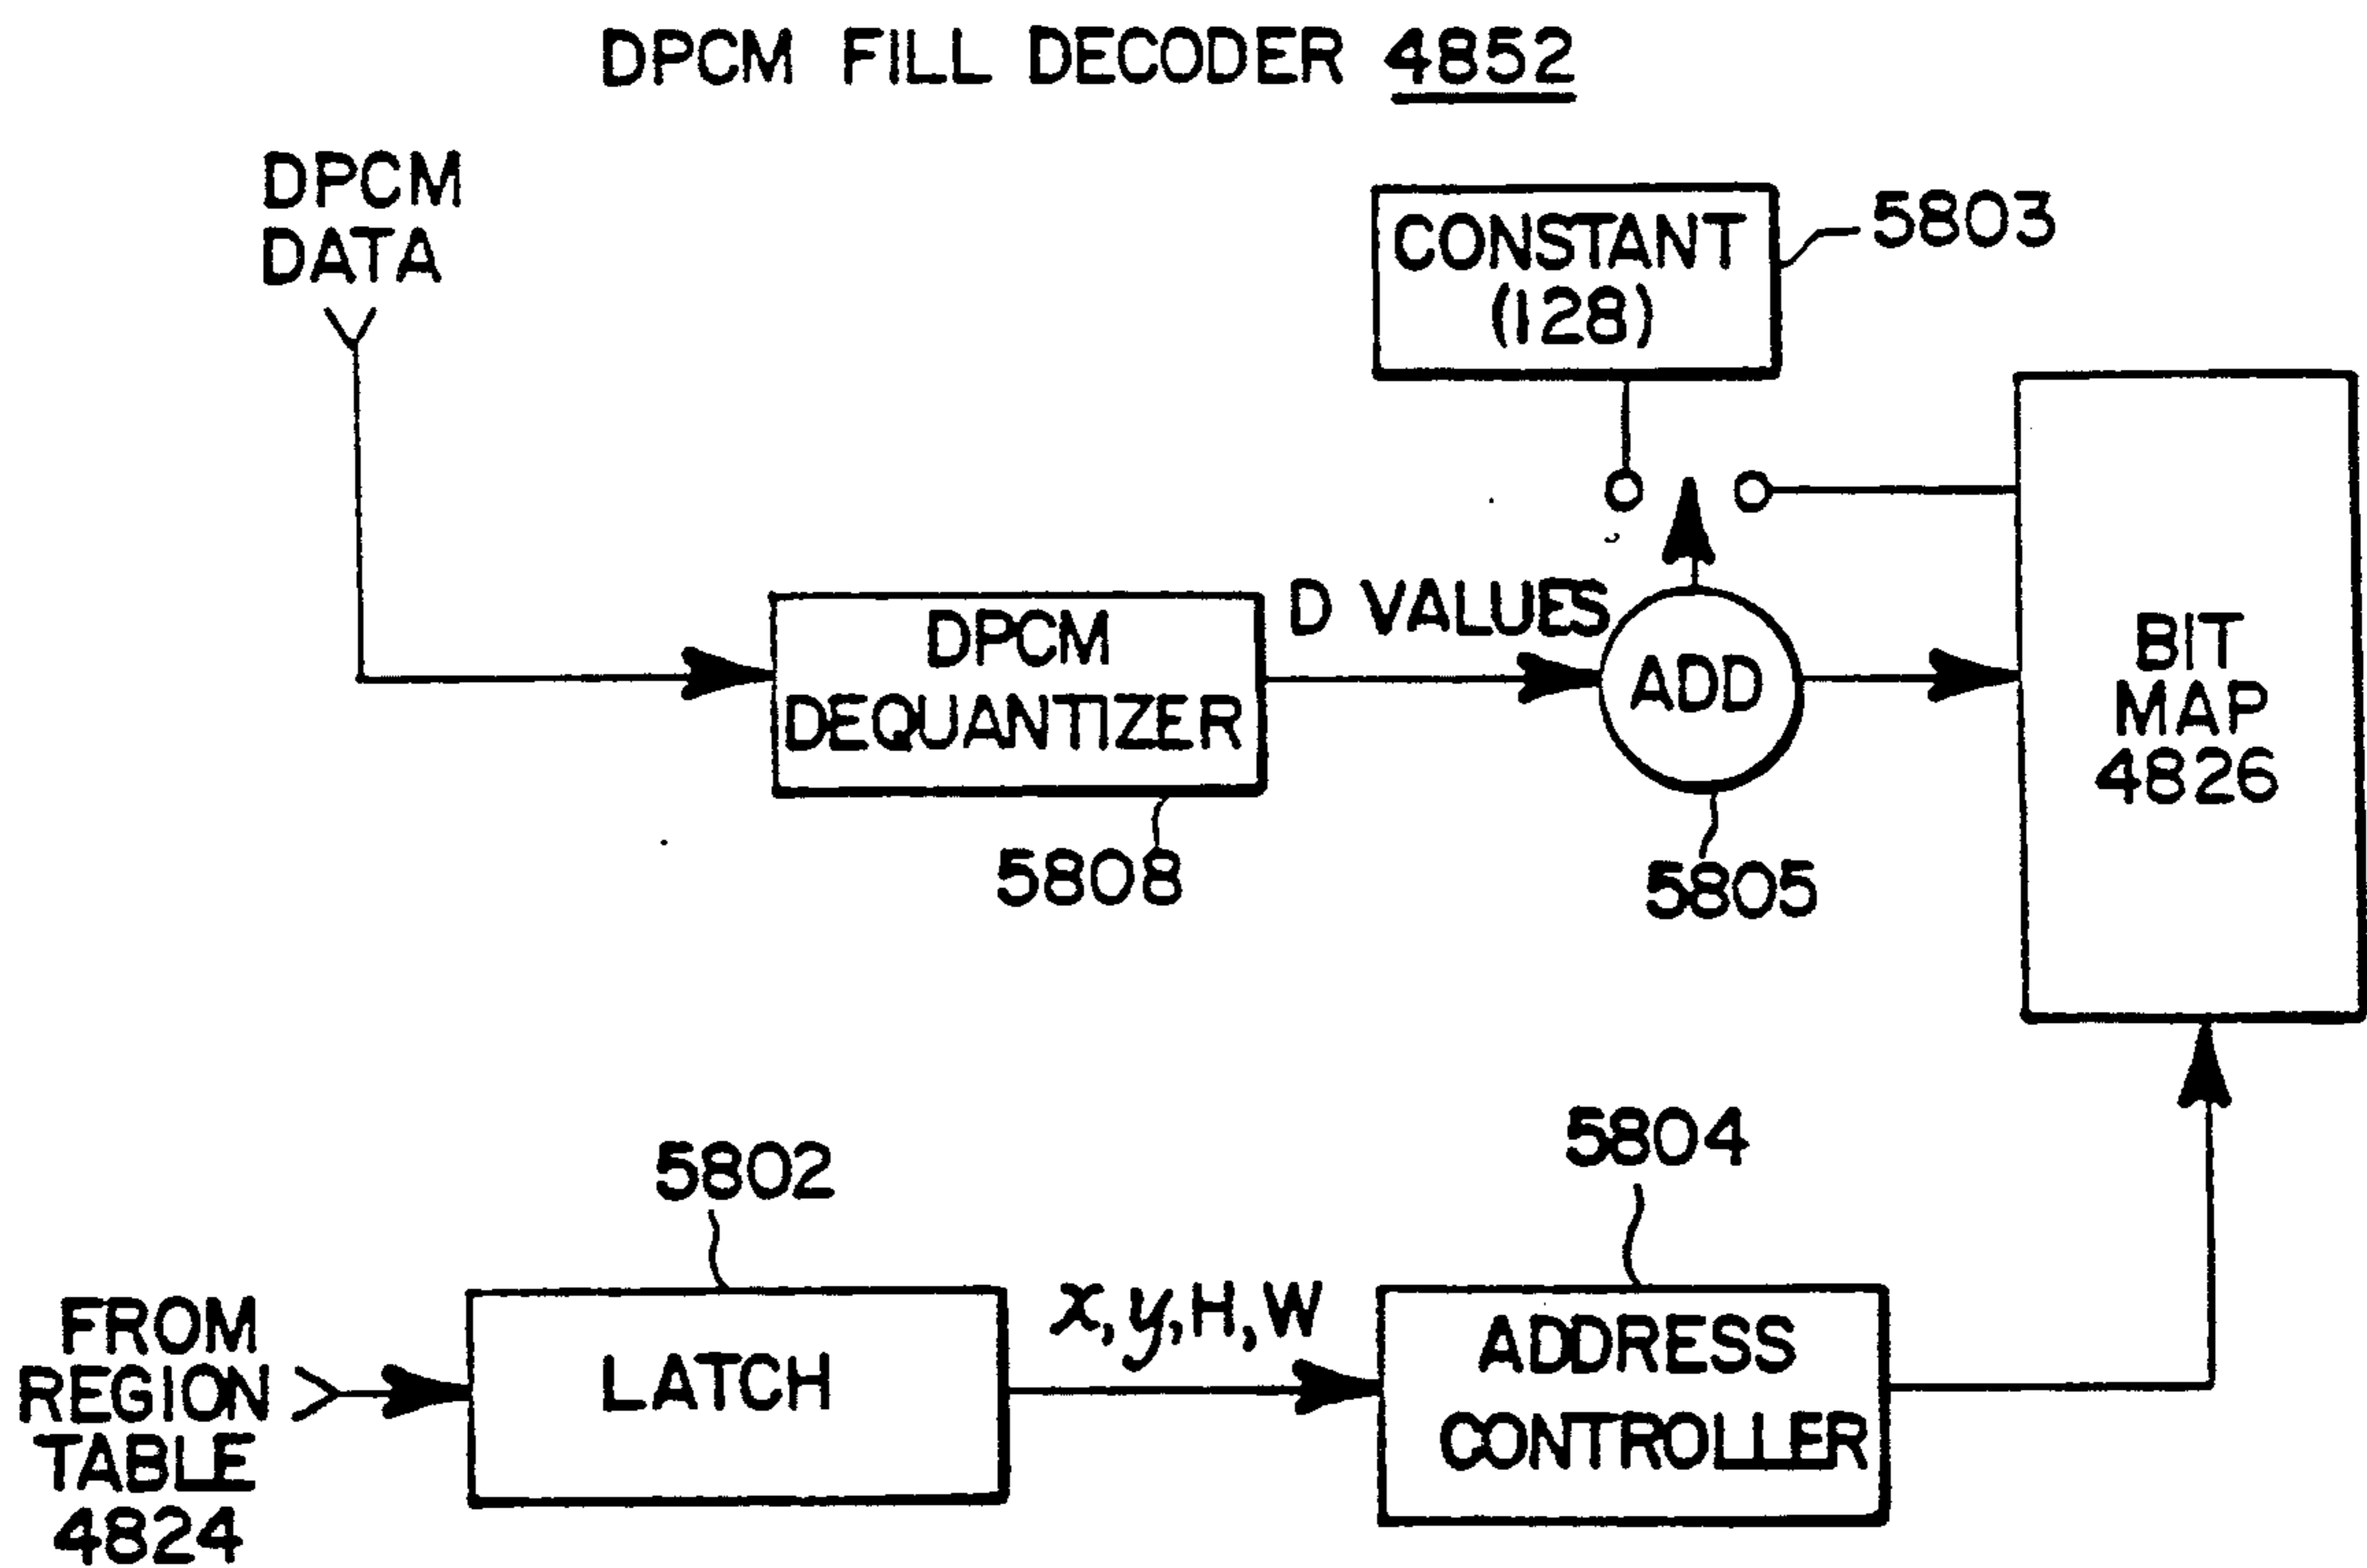 DPCM FILL DECODER 4852
DPCM
DATA
CONSTANT
(128)
5803
DPCM
DEQUANTIZER
5808
D VALUES
ADD
5805
BIT
MAP
4826
FROM
REGION
TABLE
4824
5802
LATCH
x,y,H,W
5804
ADDRESS
CONTROLLER